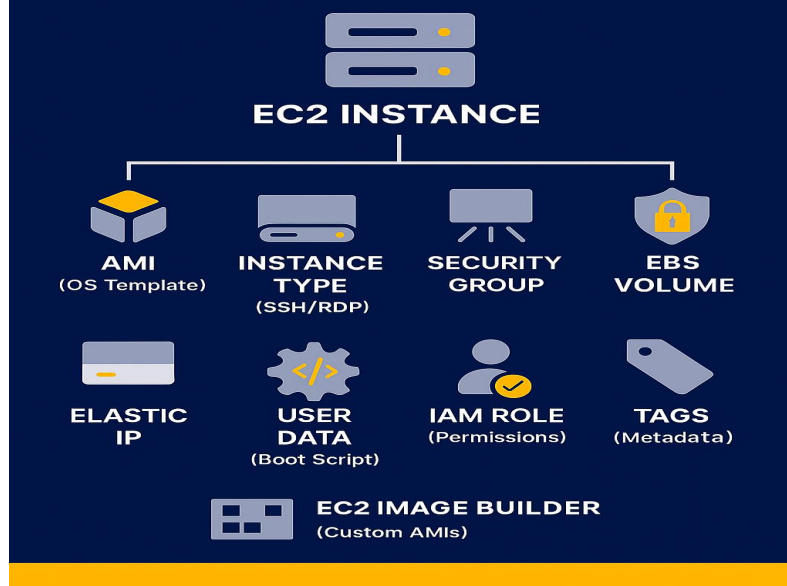 EC2 INSTANCE
AMI
(OS Template)
INSTANCE
TYPE
(SSH/RDP)
SECURITY
GROUP
EBS
VOLUME
ELASTIC
IP
USER
DATA
(Boot Script)
IAM ROLE
(Permissions)
TAGS
(Metadata)
EC2 IMAGE BUILDER
(Custom AMIs)